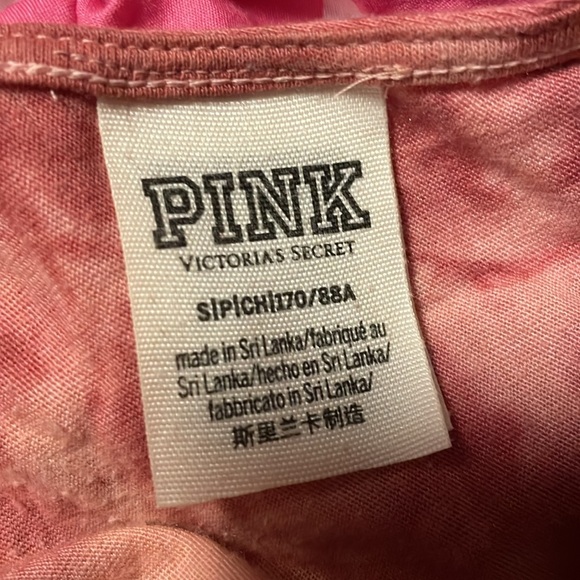 PINK
VICTORIA'S SECRET
S|P|CH|170/88A
made in Sri Lanka/fabriqué au
Sri Lanka/hecho en Sri Lanka/
fabbricato in Sri Lanka/
斯里兰卡制造